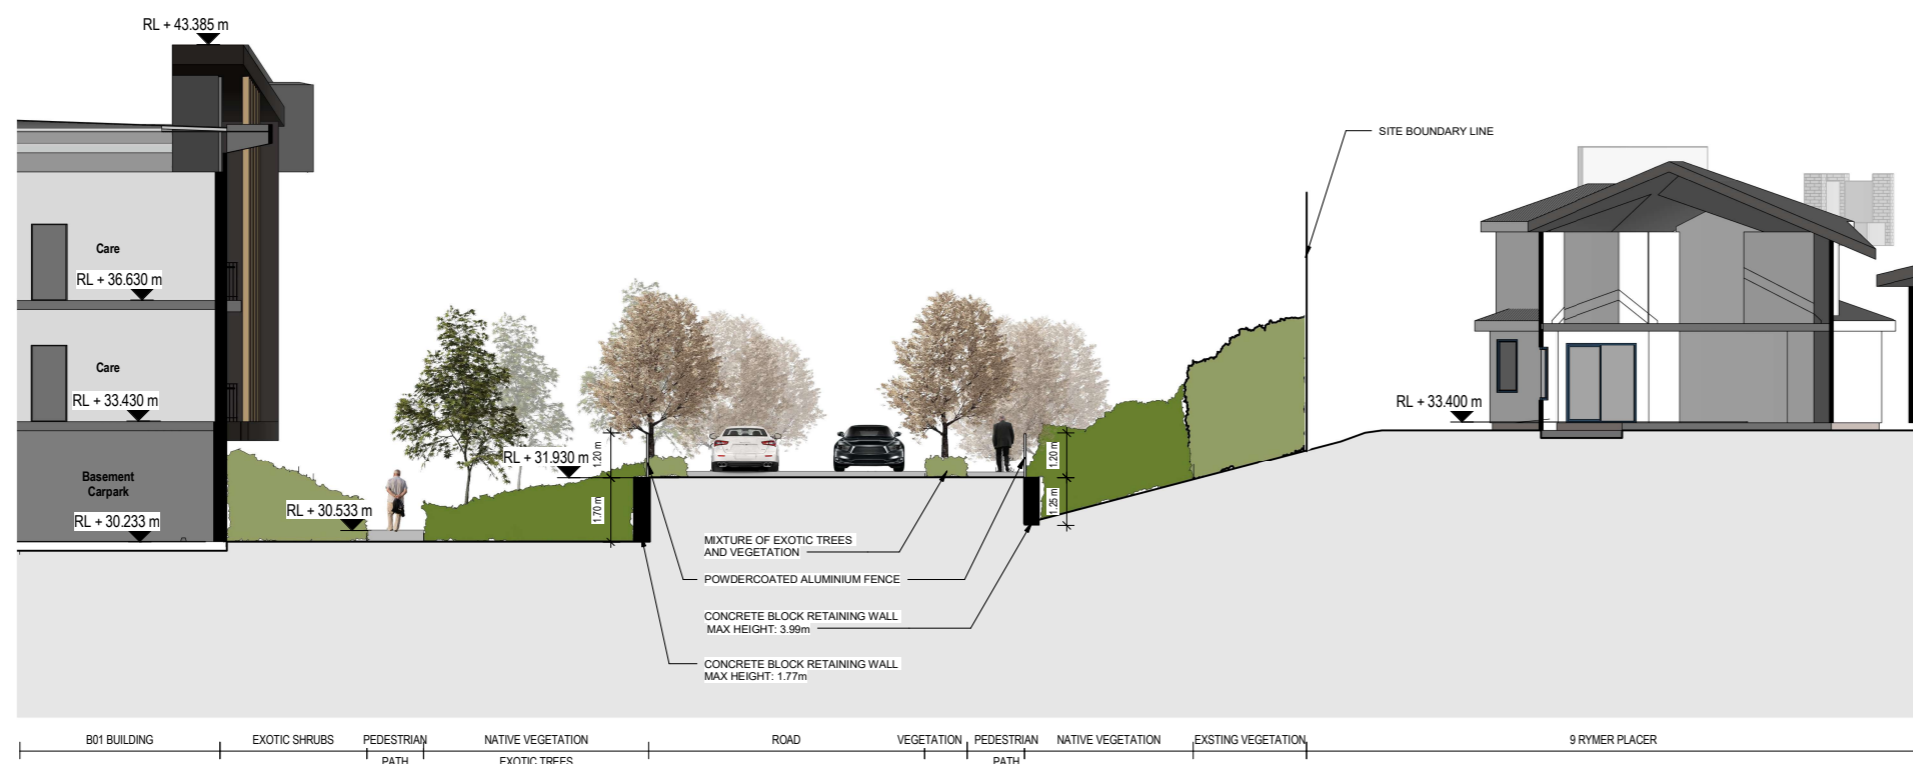 RL + 43.385 m
SITE BOUNDARY LINE
Care
RL + 36.630 m
Care
RL + 33.430 m
RL + 33.400 m
1.20 m
1.20 m
RL + 31.930 m
Basement
Carpark
RL + 30.233 m
RL + 30.533 m
1.70 m
1.25 m
MIXTURE OF EXOTIC TREES
AND VEGETATION
POWDERCOATED ALUMINIUM FENCE
CONCRETE BLOCK RETAINING WALL
MAX HEIGHT: 3.99m
CONCRETE BLOCK RETAINING WALL
MAX HEIGHT: 1.77m
B01 BUILDING
EXOTIC SHRUBS
PEDESTRIAN
PATH
NATIVE VEGETATION
EXOTIC TREES
ROAD
VEGETATION
PEDESTRIAN
PATH
NATIVE VEGETATION
EXSTING VEGETATION
9 RYMER PLACER